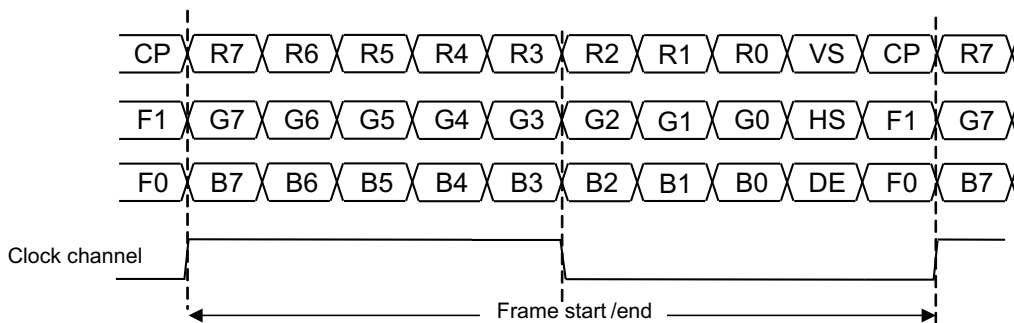 CP R7 R6 R5 R4 R3 R2 R1 R0 VS CP R7
F1 G7 G6 G5 G4 G3 G2 G1 G0 HS F1 G7
F0 B7 B6 B5 B4 B3 B2 B1 B0 DE F0 B7
Clock channel
Frame start /end